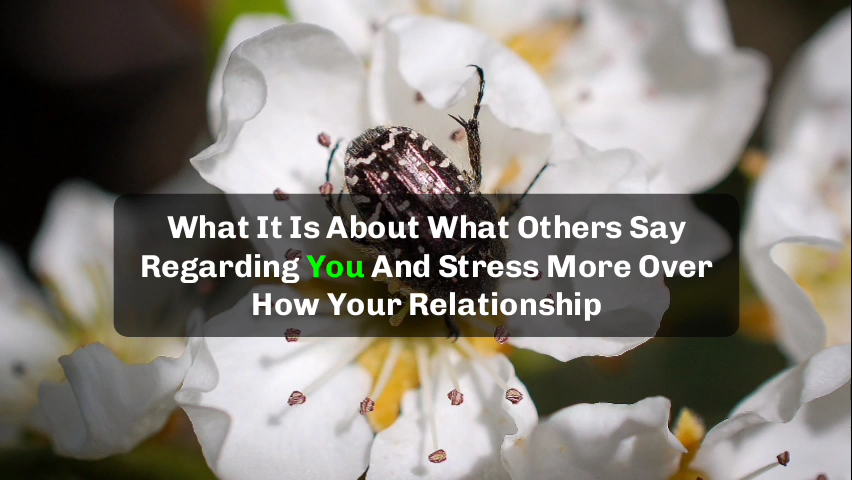 What It Is About What Others Say
Regarding You And Stress More Over
How Your Relationship